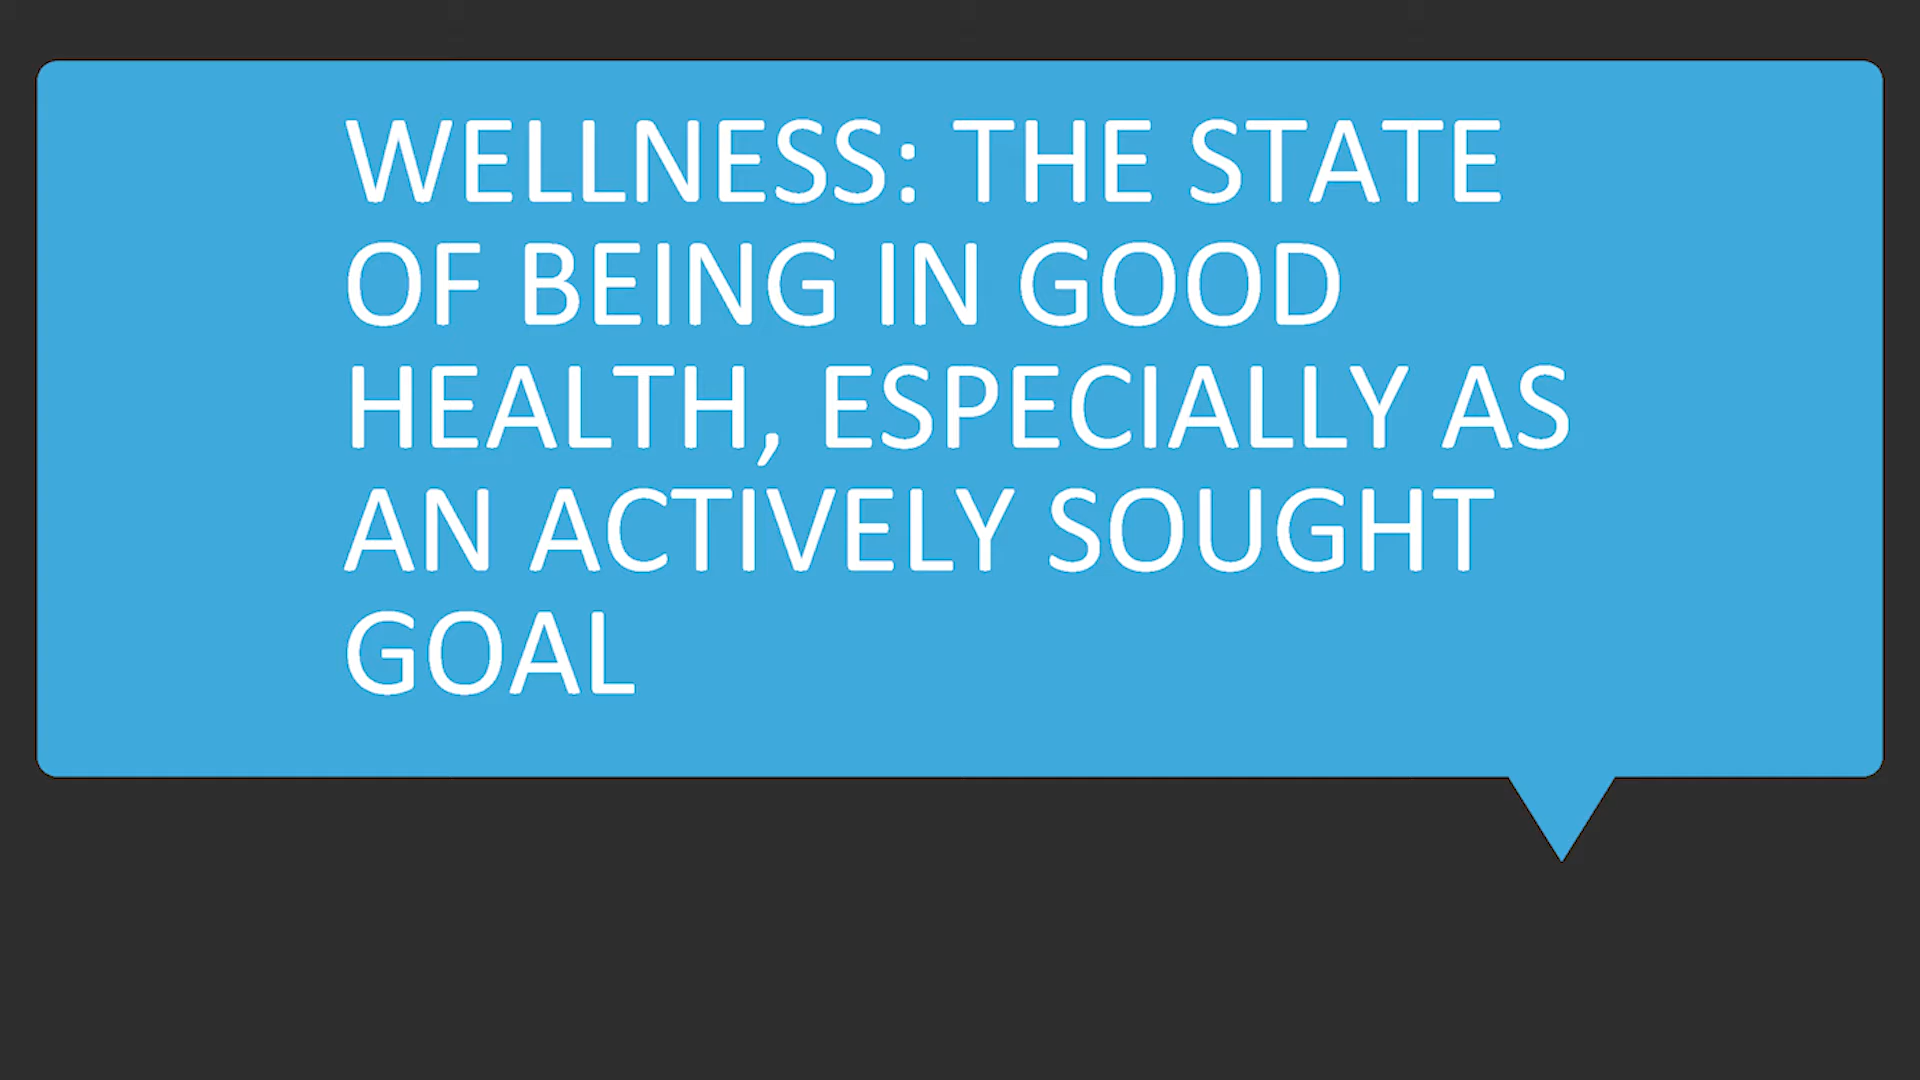 WELLNESS: THE STATE
OF BEING IN GOOD
HEALTH, ESPECIALLY AS
AN ACTIVELY SOUGHT
GOAL